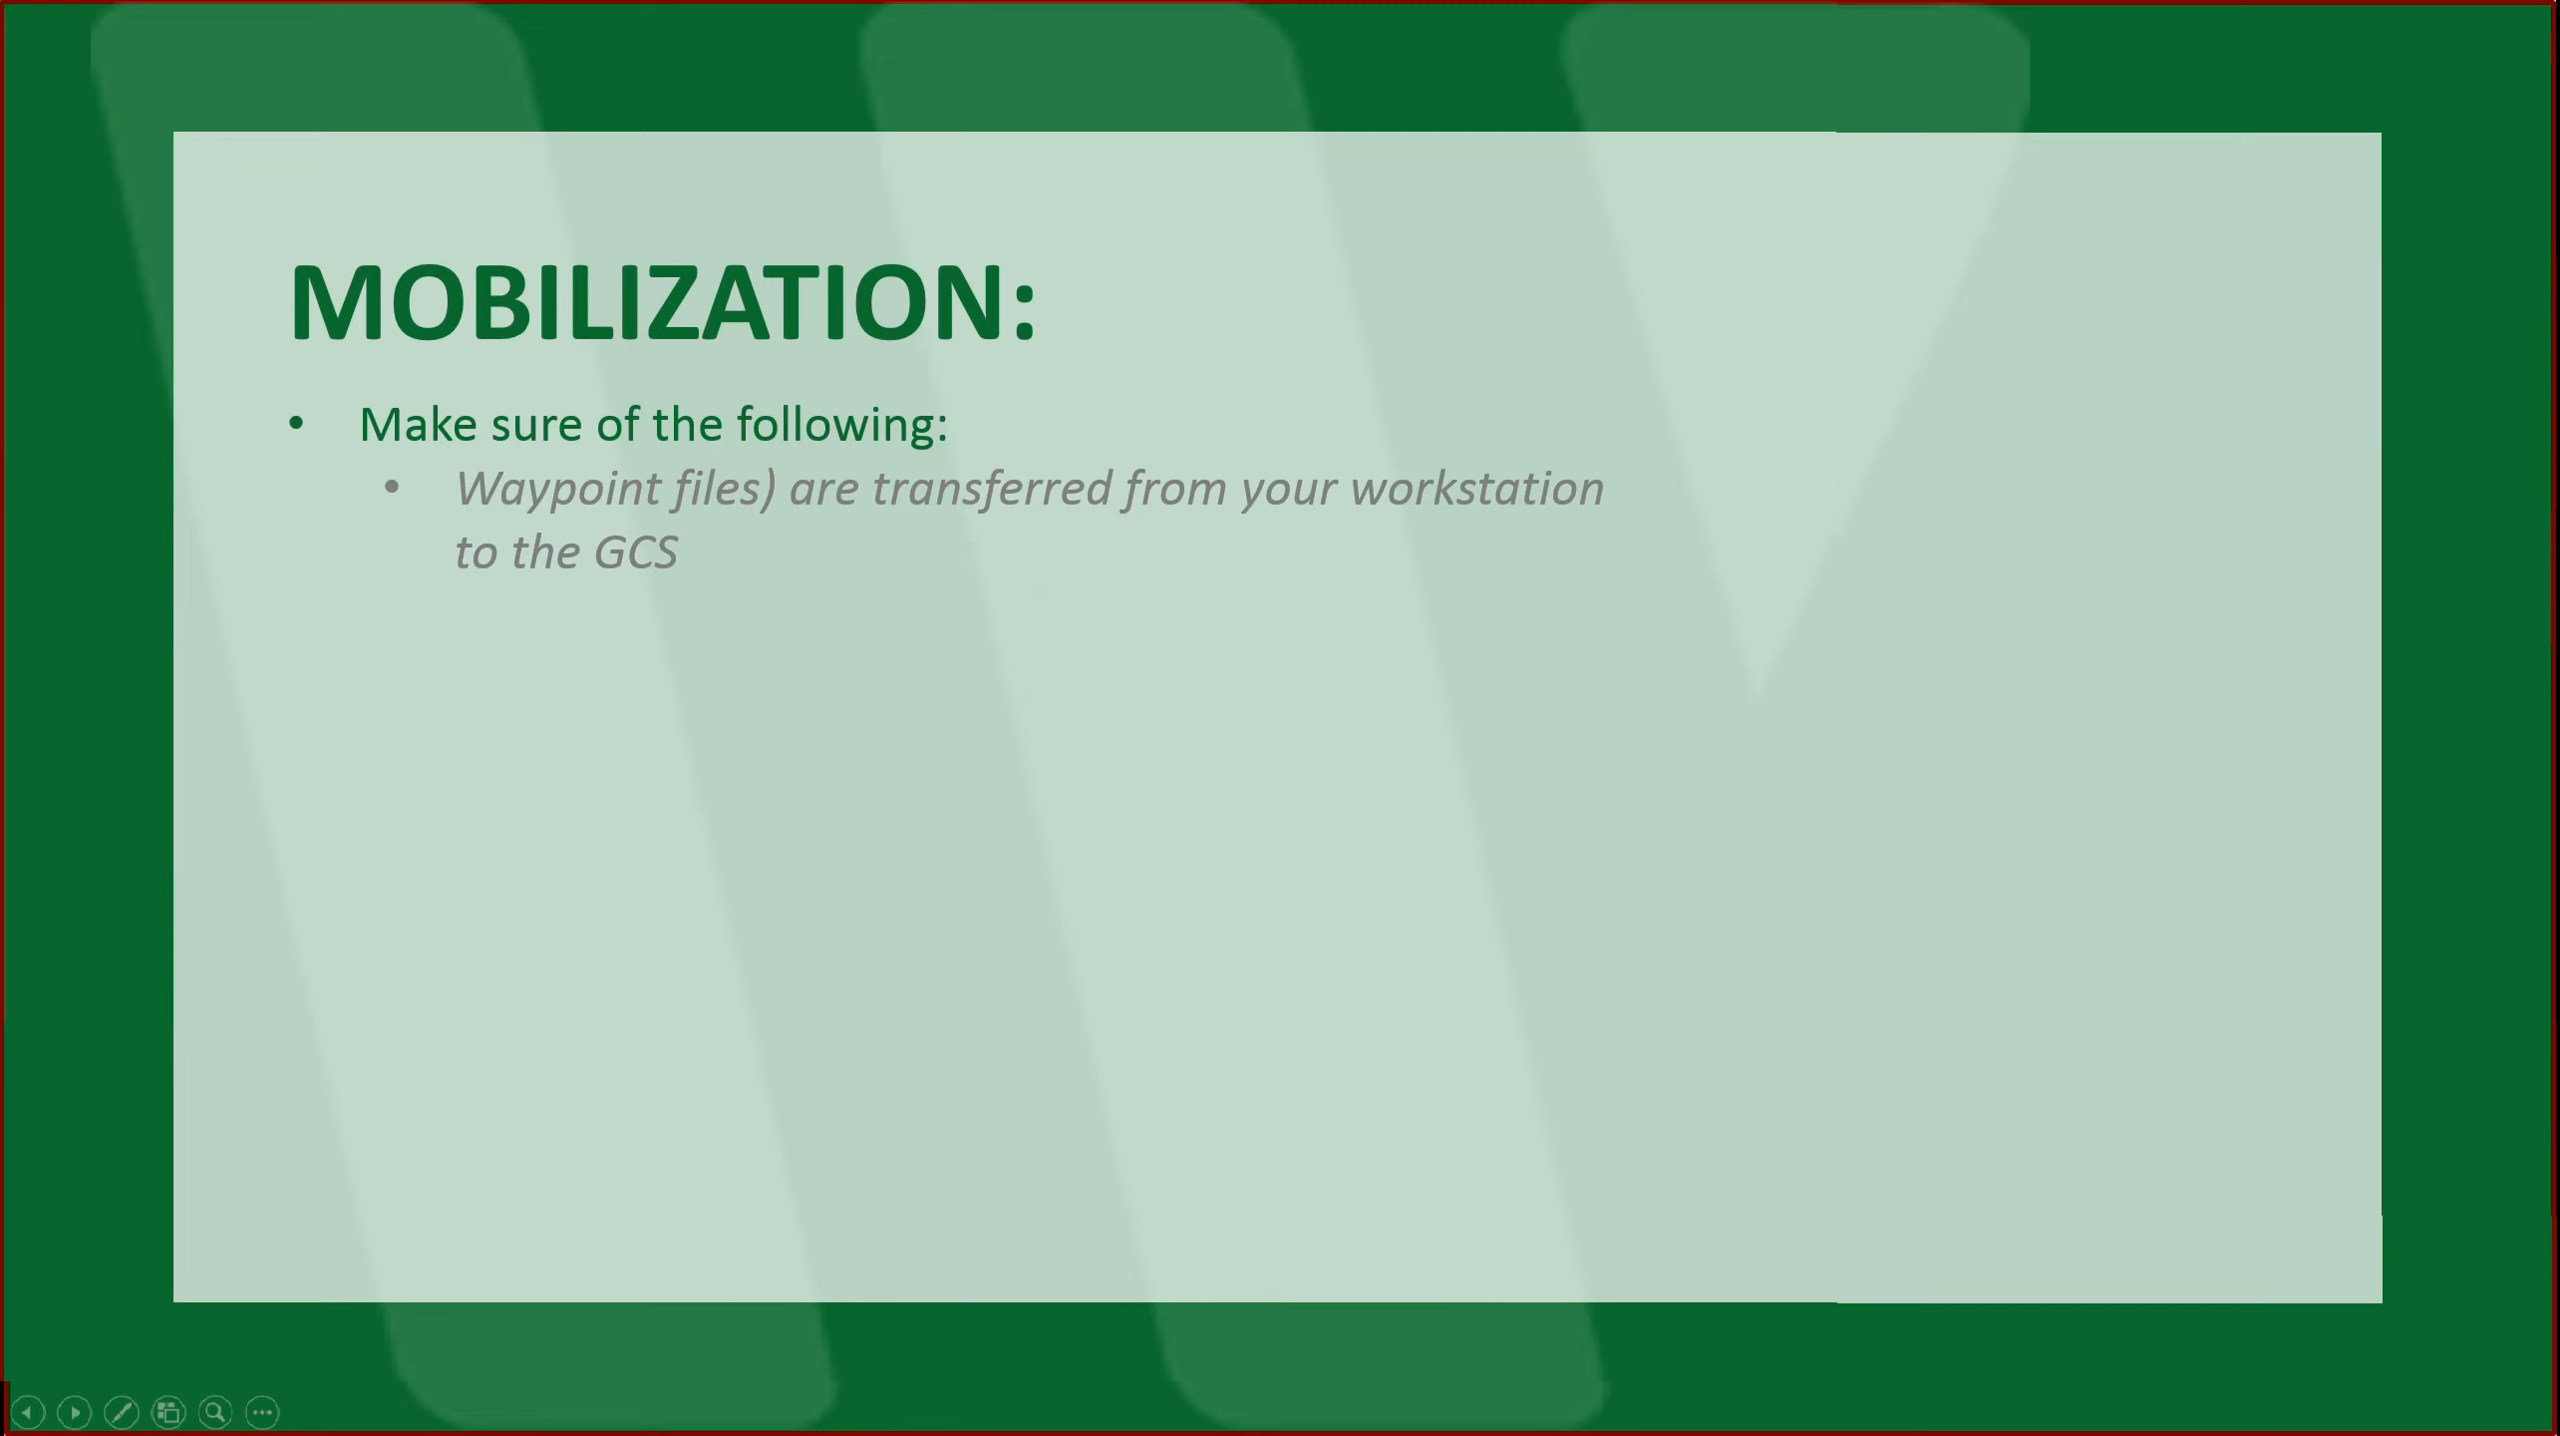 MOBILIZATION:
• Make sure of the following:
• Waypoint files) are transferred from your workstation
to the GCS